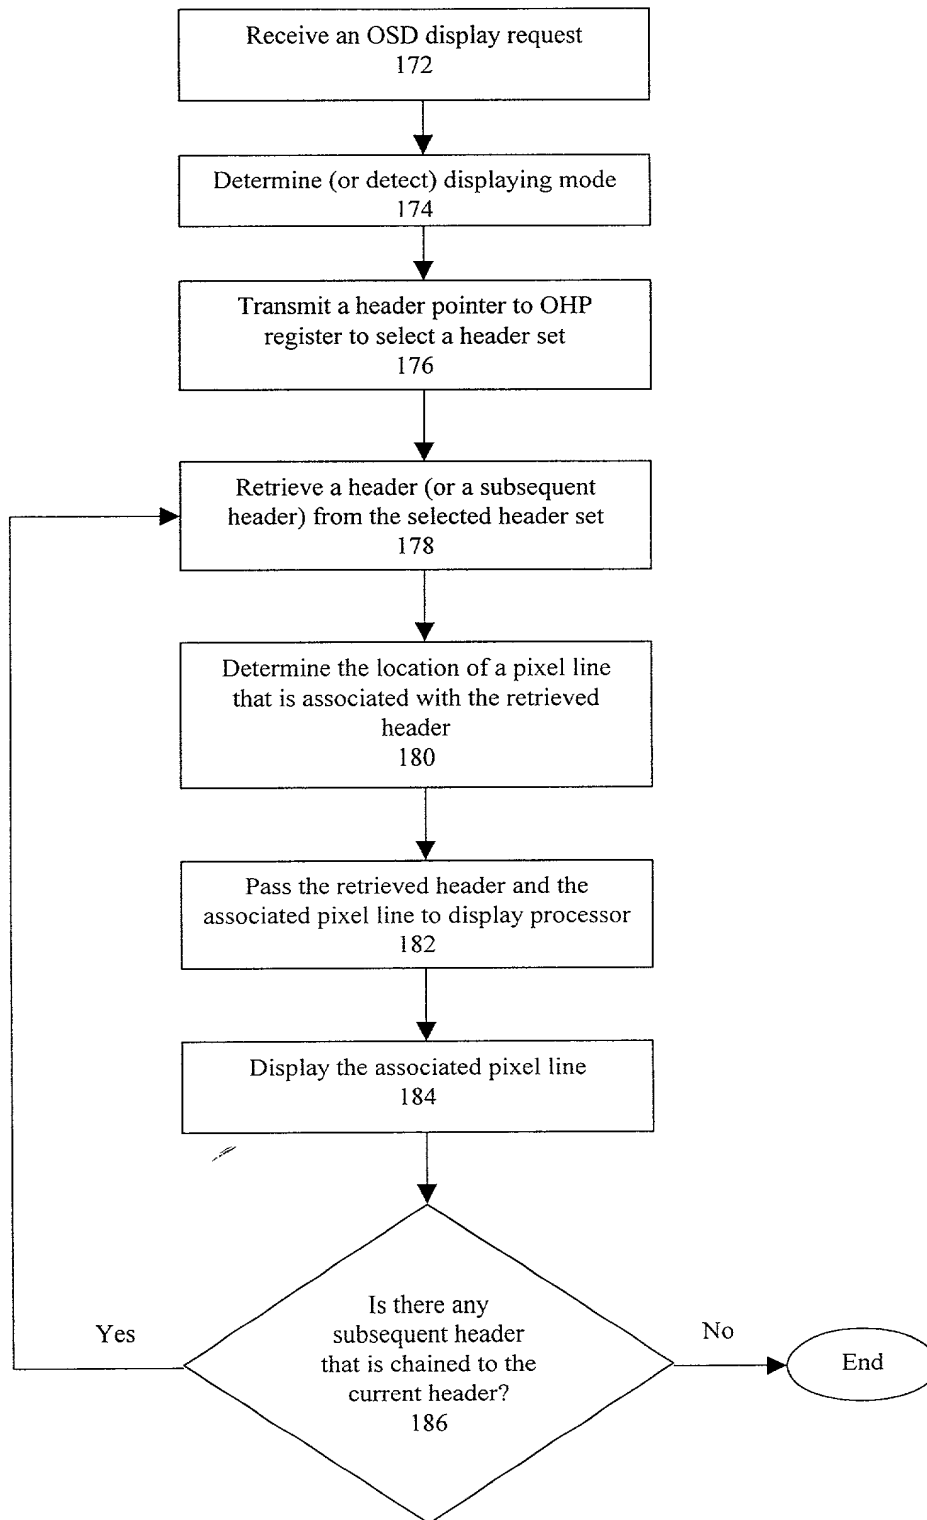 Receive an OSD display request
172
Determine (or detect) displaying mode
174
Transmit a header pointer to OHP
register to select a header set
176
Retrieve a header (or a subsequent
header) from the selected header set
178
Determine the location of a pixel line
that is associated with the retrieved
header
180
Pass the retrieved header and the
associated pixel line to display processor
182
Display the associated pixel line
184
Is there any
subsequent header
that is chained to the
current header?
186
Yes
No
End